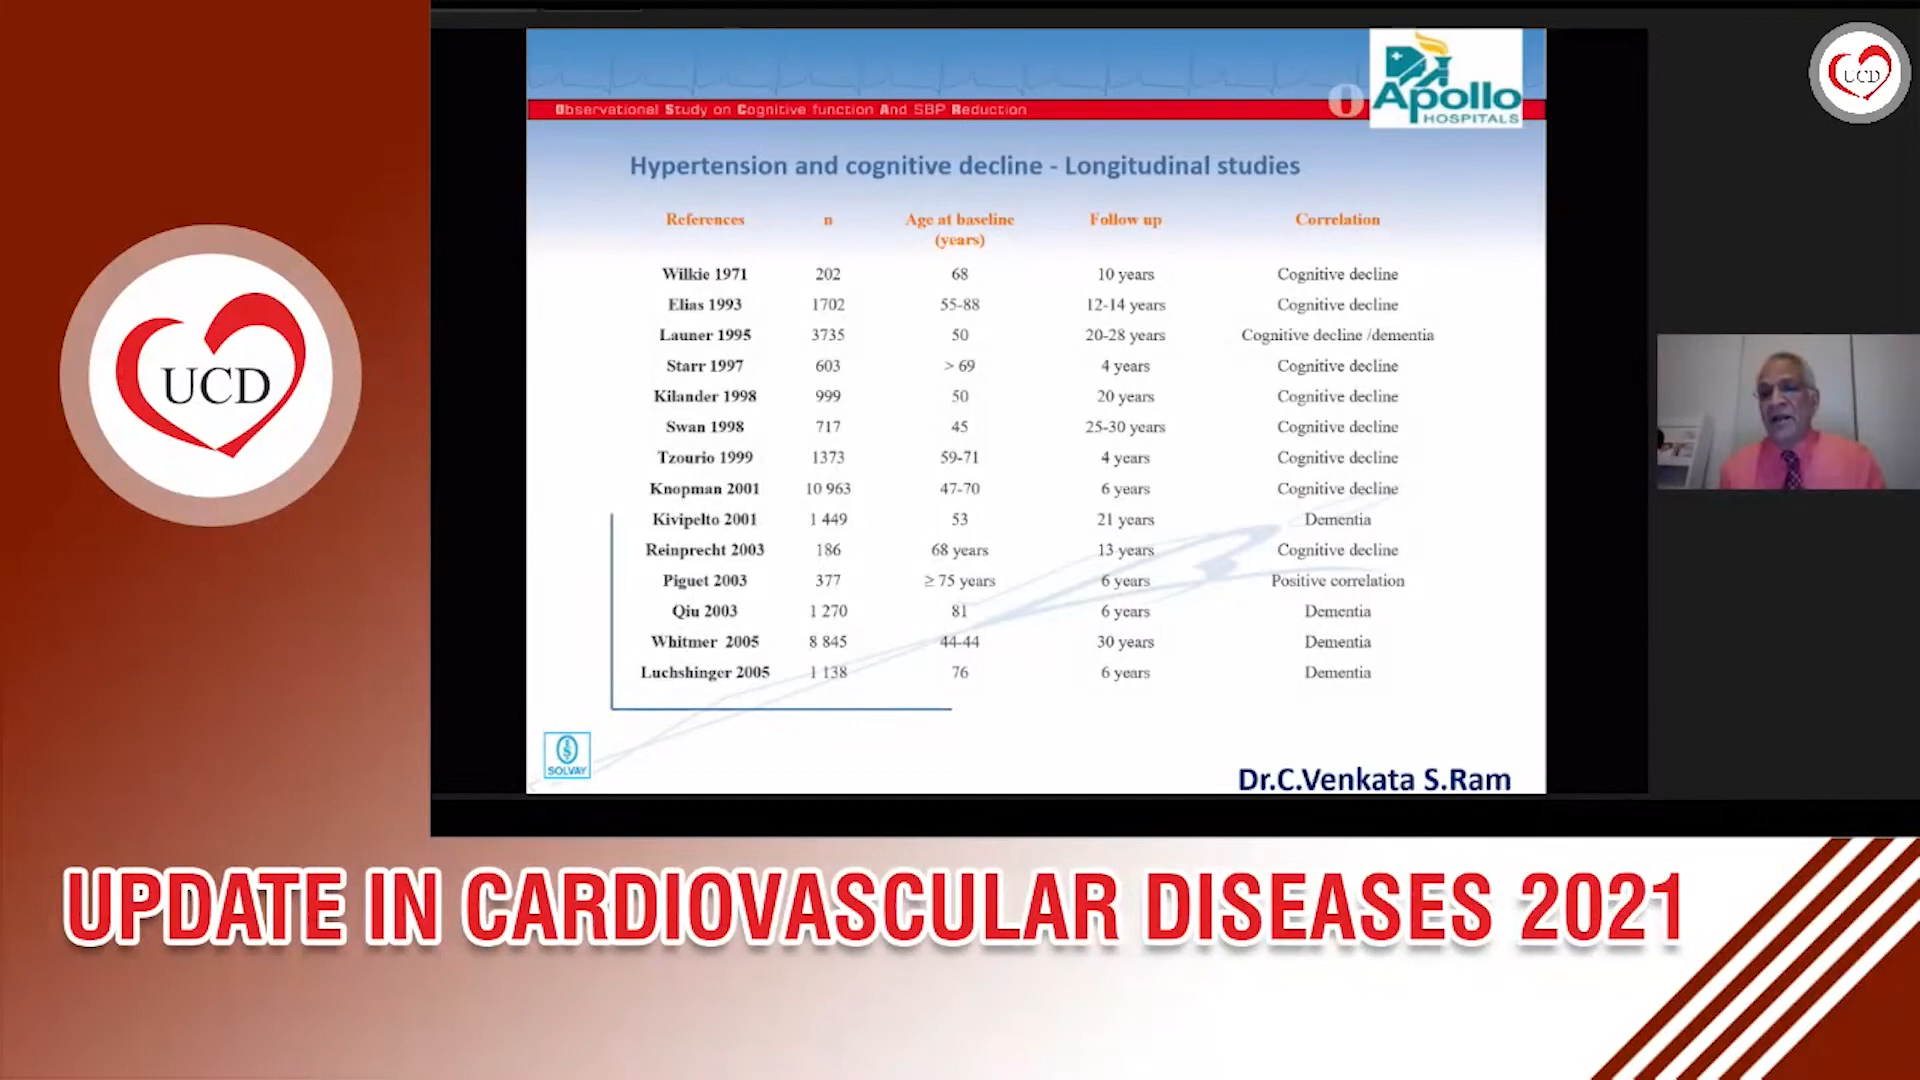 UCD
Apollo
HOSPITALS
Observational Study on Cognitive function And SBP Reduction
Hypertension and cognitive decline - Longitudinal studies
References n Age at baseline (years) Follow up Correlation
Wilkie 1971 202 68 10 years Cognitive decline
Elias 1993 1702 55-88 12-14 years Cognitive decline
Launer 1995 3735 50 20-28 years Cognitive decline /dementia
Starr 1997 603 > 69 4 years Cognitive decline
Kilander 1998 999 50 20 years Cognitive decline
Swan 1998 717 45 25-30 years Cognitive decline
Tzourio 1999 1373 59-71 4 years Cognitive decline
Knopman 2001 10 963 47-70 6 years Cognitive decline
Kivipelto 2001 1 449 53 21 years Dementia
Reinprecht 2003 186 68 years 13 years Cognitive decline
Piguet 2003 377 ≥ 75 years 6 years Positive correlation
Qiu 2003 1 270 81 6 years Dementia
Whitmer 2005 8 845 44-44 30 years Dementia
Luchshinger 2005 1 138 76 6 years Dementia
SOLVAY
Dr.C.Venkata S.Ram
UCD
UPDATE IN CARDIOVASCULAR DISEASES 2021